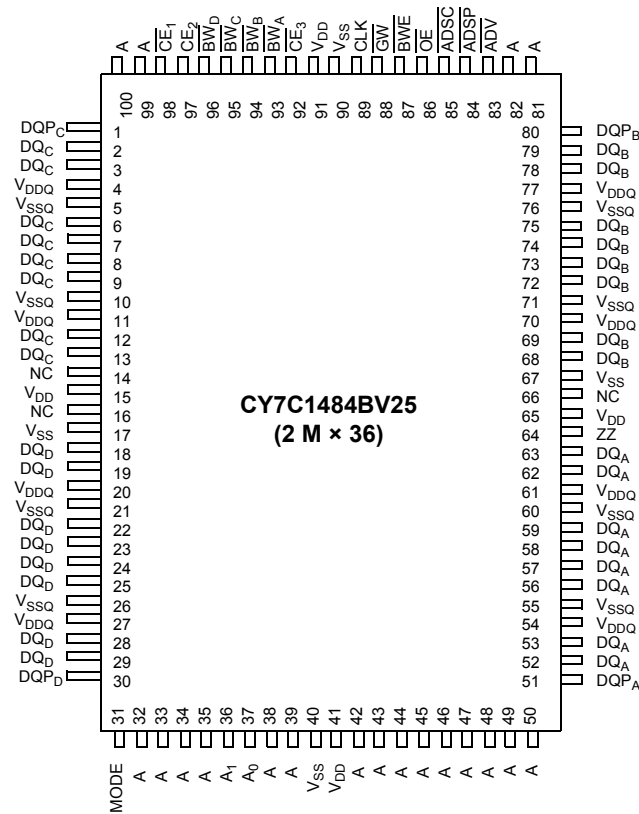 A A CE1 CE2 BWD BWC BWB BWA CE3 VDD VSS CLK GW BWE OE ADSC ADSP ADV A A
100 99 98 97 96 95 94 93 92 91 90 89 88 87 86 85 84 83 82 81
DQPC 1 80 DQPB
DQC 2 79 DQB
DQC 3 78 DQB
VDDQ 4 77 VDDQ
VSSQ 5 76 VSSQ
DQC 6 75 DQB
DQC 7 74 DQB
DQC 8 73 DQB
DQC 9 72 DQB
VSSQ 10 71 VSSQ
VDDQ 11 70 VDDQ
DQC 12 69 DQB
DQC 13 68 DQB
NC 14 67 VSS
VDD 15 66 NC
NC 16 65 VDD
VSS 17 64 ZZ
DQD 18 63 DQA
DQD 19 62 DQA
VDDQ 20 61 VDDQ
VSSQ 21 60 VSSQ
DQD 22 59 DQA
DQD 23 58 DQA
DQD 24 57 DQA
DQD 25 56 DQA
VSSQ 26 55 VSSQ
VDDQ 27 54 VDDQ
DQD 28 53 DQA
DQD 29 52 DQA
DQPD 30 51 DQPA
CY7C1484BV25
(2 M × 36)
31 32 33 34 35 36 37 38 39 40 41 42 43 44 45 46 47 48 49 50
MODE A A A A A1 A0 A A VSS VDD A A A A A A A A A